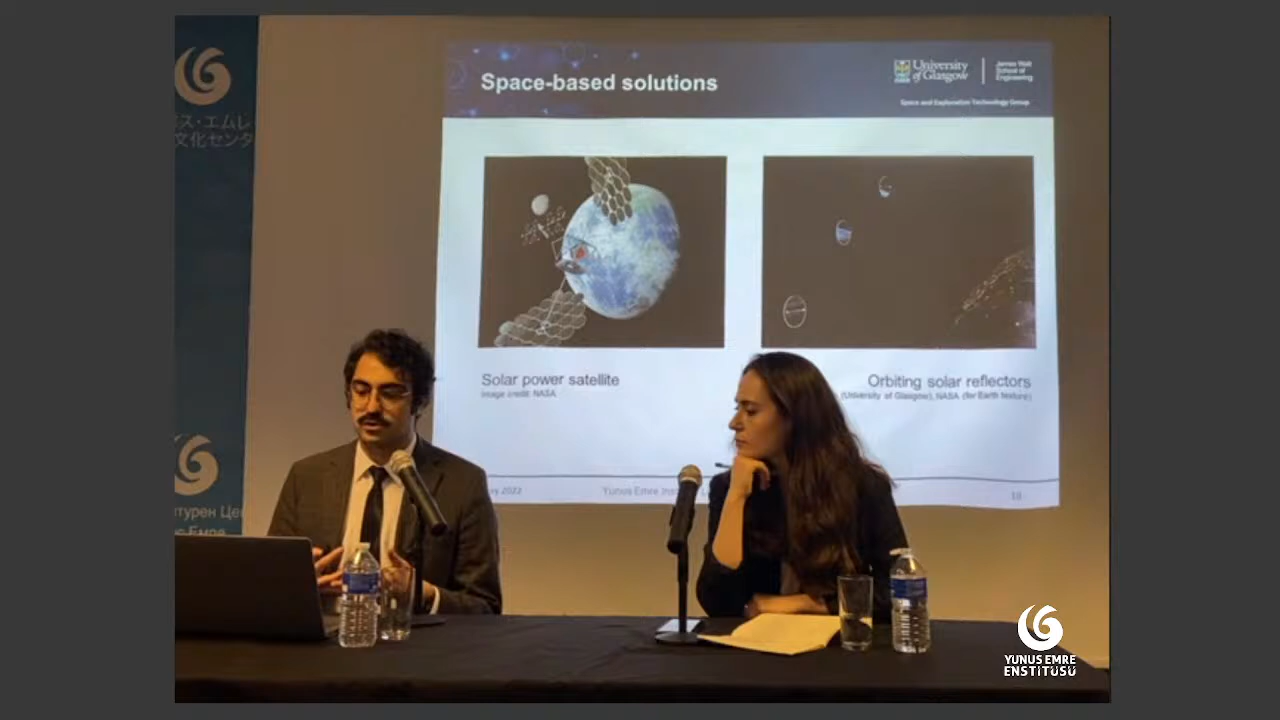 ス・エムレ
文化センタ
Space-based solutions
University
of Glasgow
James Watt
School of
Engineering
Space and Exploration Technology Group
Solar power satellite
Image credit: NASA
Orbiting solar reflectors
(University of Glasgow), NASA (for Earth texture)
2022
Yunus Emre
19
YUNUS EMRE
ENSTİTÜSÜ